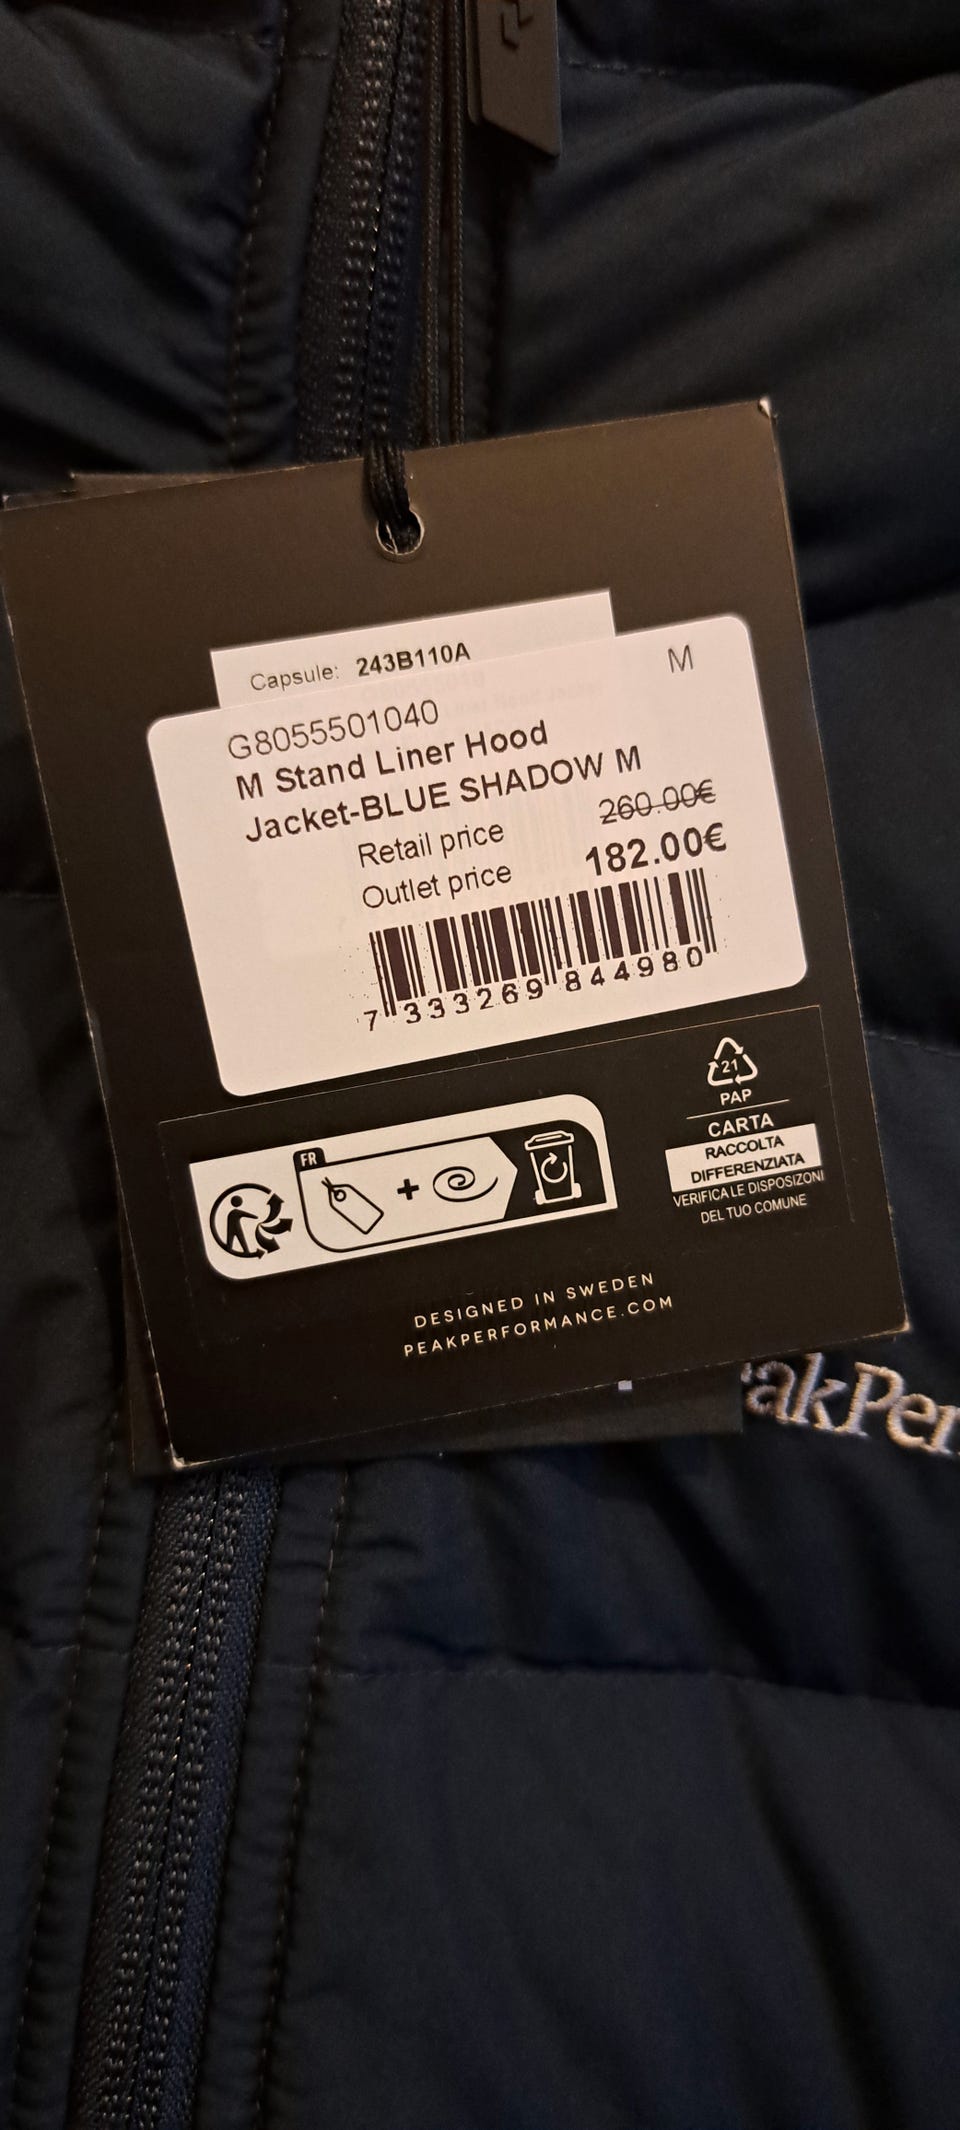 Capsule: 243B110A
M
G8055501040
M Stand Liner Hood
Jacket-BLUE SHADOW M
Retail price 260.00€
Outlet price 182.00€
7 333269 844980
21
PAP
CARTA
RACCOLTA
DIFFERENZIATA
VERIFICA LE DISPOSIZONI
DEL TUO COMUNE
FR
+
DESIGNED IN SWEDEN
PEAKPERFORMANCE.COM
akPer